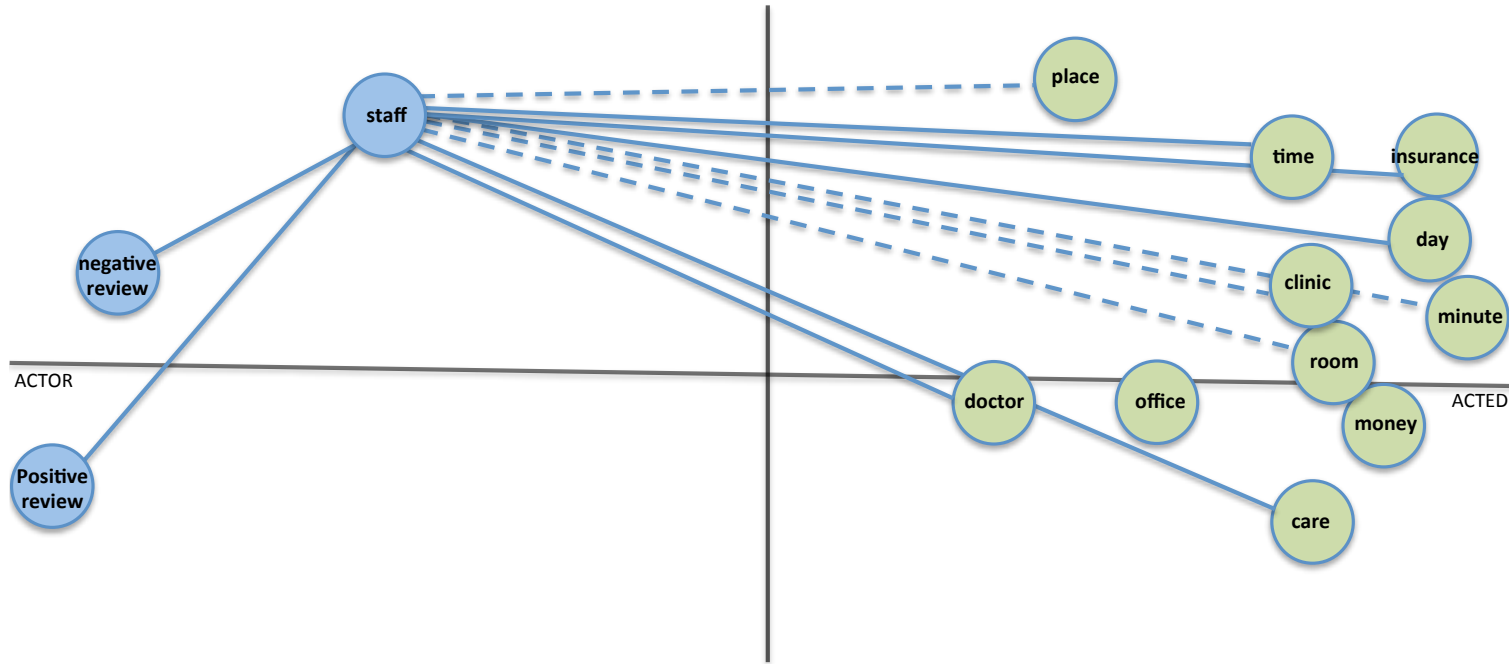 place
staff
time
insurance
day
negative
review
clinic
minute
room
ACTOR
ACTED
doctor
office
money
Positive
review
care